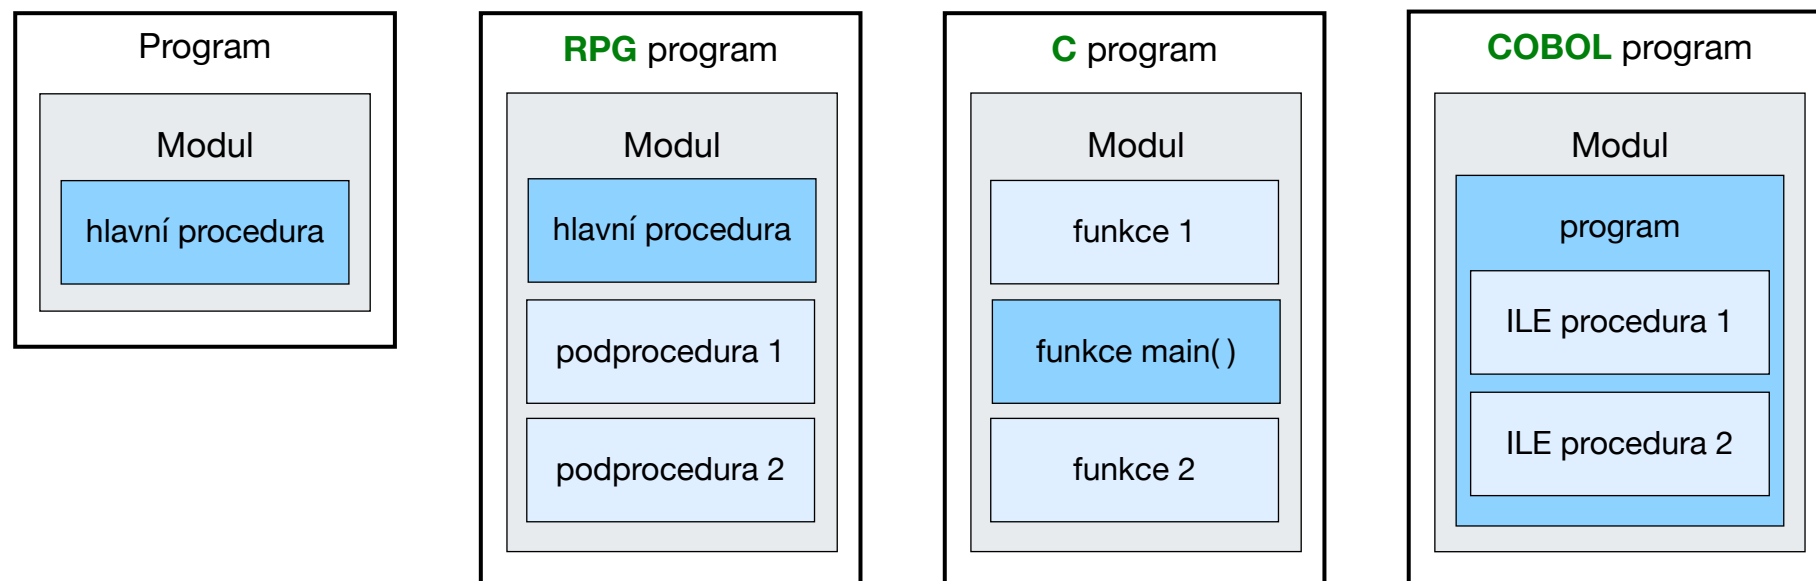 Program
Modul
hlavní procedura
RPG program
Modul
hlavní procedura
podprocedura 1
podprocedura 2
C program
Modul
funkce 1
funkce main( )
funkce 2
COBOL program
Modul
program
ILE procedura 1
ILE procedura 2